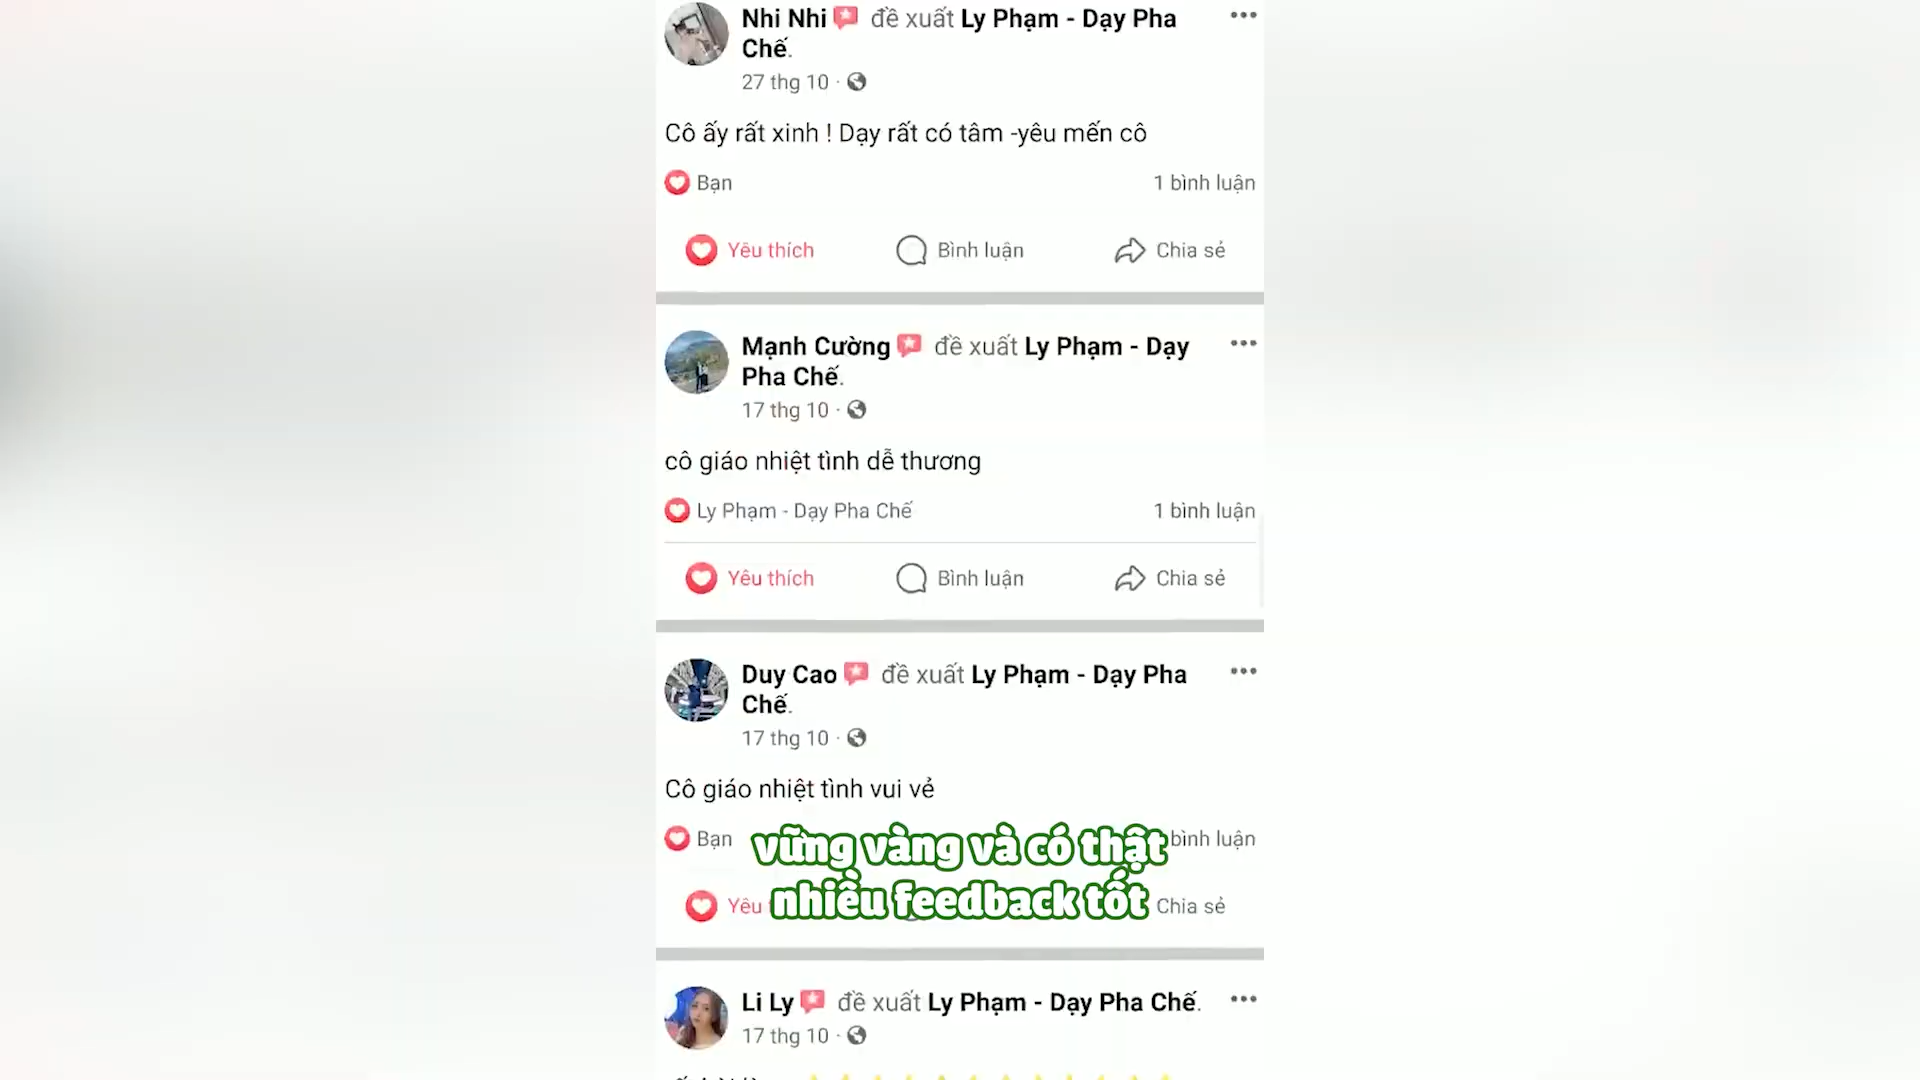 Nhi Nhi đề xuất Ly Phạm - Dạy Pha
Chế.
27 thg 10 ·
Cô ấy rất xinh ! Dạy rất có tâm -yêu mến cô
Bạn
1 bình luận
Yêu thích
Bình luận
Chia sẻ
Mạnh Cường đề xuất Ly Phạm - Dạy
Pha Chế.
17 thg 10 ·
cô giáo nhiệt tình dễ thương
Ly Phạm - Dạy Pha Chế
1 bình luận
Yêu thích
Bình luận
Chia sẻ
Duy Cao đề xuất Ly Phạm - Dạy Pha
Chế.
17 thg 10 ·
Cô giáo nhiệt tình vui vẻ
Bạn
bình luận
vững vàng và có thật
Yêu
nhiều feedback tốt
Chia sẻ
Li Ly đề xuất Ly Phạm - Dạy Pha Chế.
17 thg 10 ·